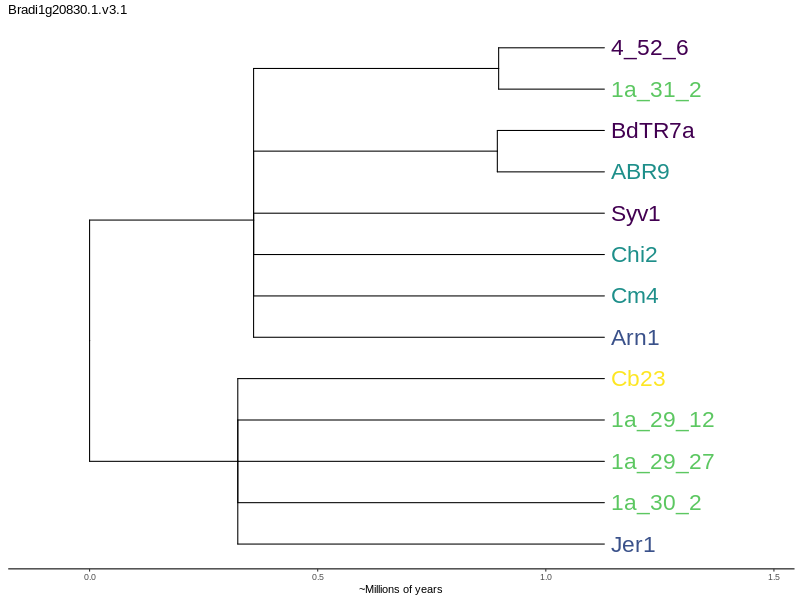 Bradi1g20830.1.v3.1
4_52_6
1a_31_2
BdTR7a
ABR9
Syv1
Chi2
Cm4
Arn1
Cb23
1a_29_12
1a_29_27
1a_30_2
Jer1
0.0 0.5 1.0 1.5
~Millions of years